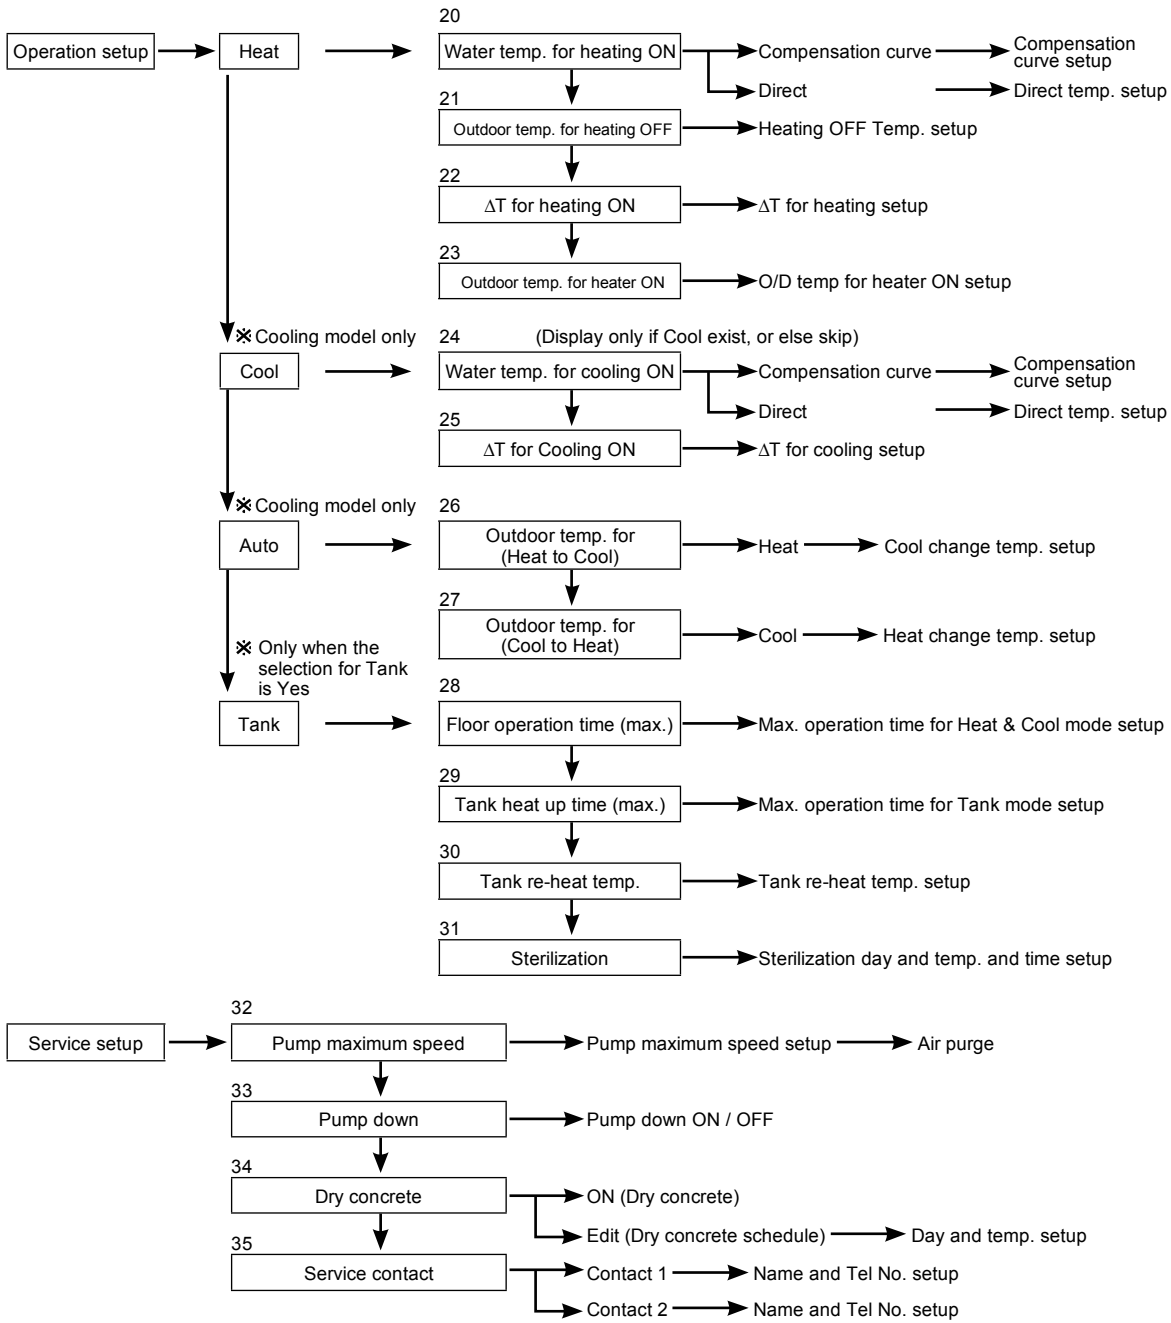 20
Operation setup
Heat
Water temp. for heating ON
Compensation curve
Compensation
curve setup
Direct
Direct temp. setup
21
Outdoor temp. for heating OFF
Heating OFF Temp. setup
22
ΔT for heating ON
ΔT for heating setup
23
Outdoor temp. for heater ON
O/D temp for heater ON setup
※ Cooling model only
24
(Display only if Cool exist, or else skip)
Cool
Water temp. for cooling ON
Compensation curve
Compensation
curve setup
Direct
Direct temp. setup
25
ΔT for Cooling ON
ΔT for cooling setup
※ Cooling model only
26
Auto
Outdoor temp. for
(Heat to Cool)
Heat
Cool change temp. setup
27
Outdoor temp. for
(Cool to Heat)
Cool
Heat change temp. setup
※ Only when the
selection for Tank
is Yes
28
Tank
Floor operation time (max.)
Max. operation time for Heat & Cool mode setup
29
Tank heat up time (max.)
Max. operation time for Tank mode setup
30
Tank re-heat temp.
Tank re-heat temp. setup
31
Sterilization
Sterilization day and temp. and time setup
32
Service setup
Pump maximum speed
Pump maximum speed setup
Air purge
33
Pump down
Pump down ON / OFF
34
Dry concrete
ON (Dry concrete)
Edit (Dry concrete schedule)
Day and temp. setup
35
Service contact
Contact 1
Name and Tel No. setup
Contact 2
Name and Tel No. setup